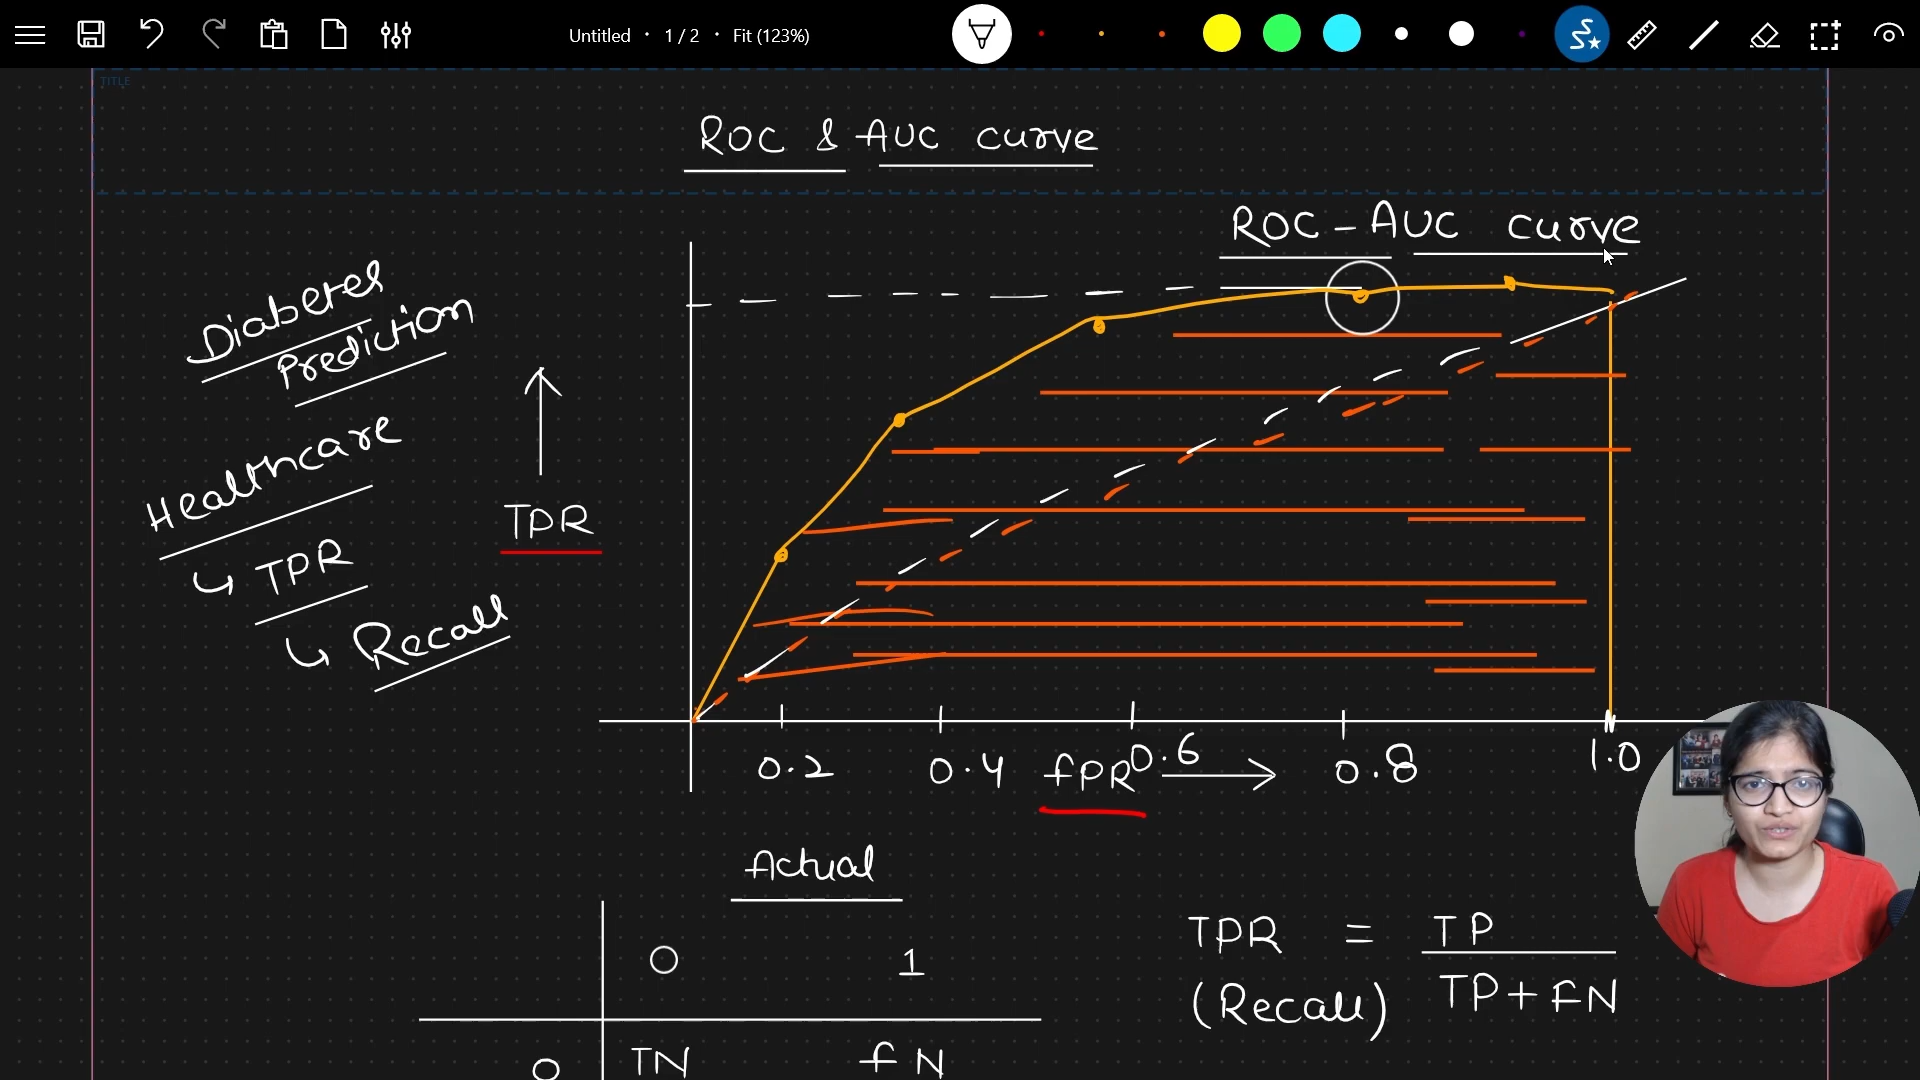 Untitled • 1 / 2 • Fit (123%)
TITLE
ROC & AUC curve
ROC - AUC curve
Diabetes
Prediction
Healthcare
↳ TPR
↳ Recall
TPR
0.2 0.4 0.6 0.8 1.0
fPR
Actual
0 1
0 TN fN
TPR = TP
(Recall) TP + FN